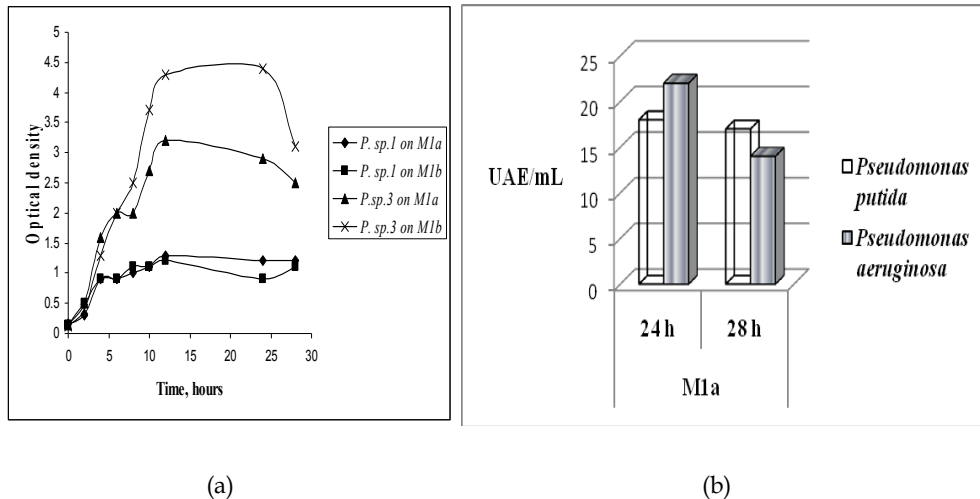 5
4.5
4
3.5
3
2.5
2
1.5
1
0.5
0
Optical density
0 5 10 15 20 25 30
Time, hours
P. sp.1 on M1a
P. sp.1 on M1b
P. sp.3 on M1a
P. sp.3 on M1b
25
20
15
10
5
0
UAE/mL
24 h 28 h
M1a
Pseudomonas
putida
Pseudomonas
aeruginosa
(a) (b)